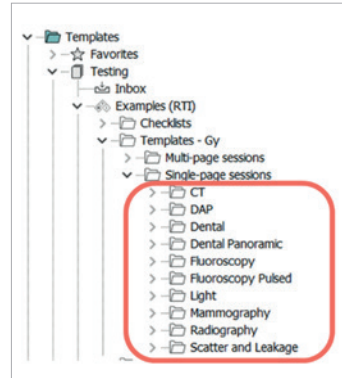 Templates
Favorites
Testing
Inbox
Examples (RTI)
Checklists
Templates - Gy
Multi-page sessions
Single-page sessions
CT
DAP
Dental
Dental Panoramic
Fluoroscopy
Fluoroscopy Pulsed
Light
Mammography
Radiography
Scatter and Leakage